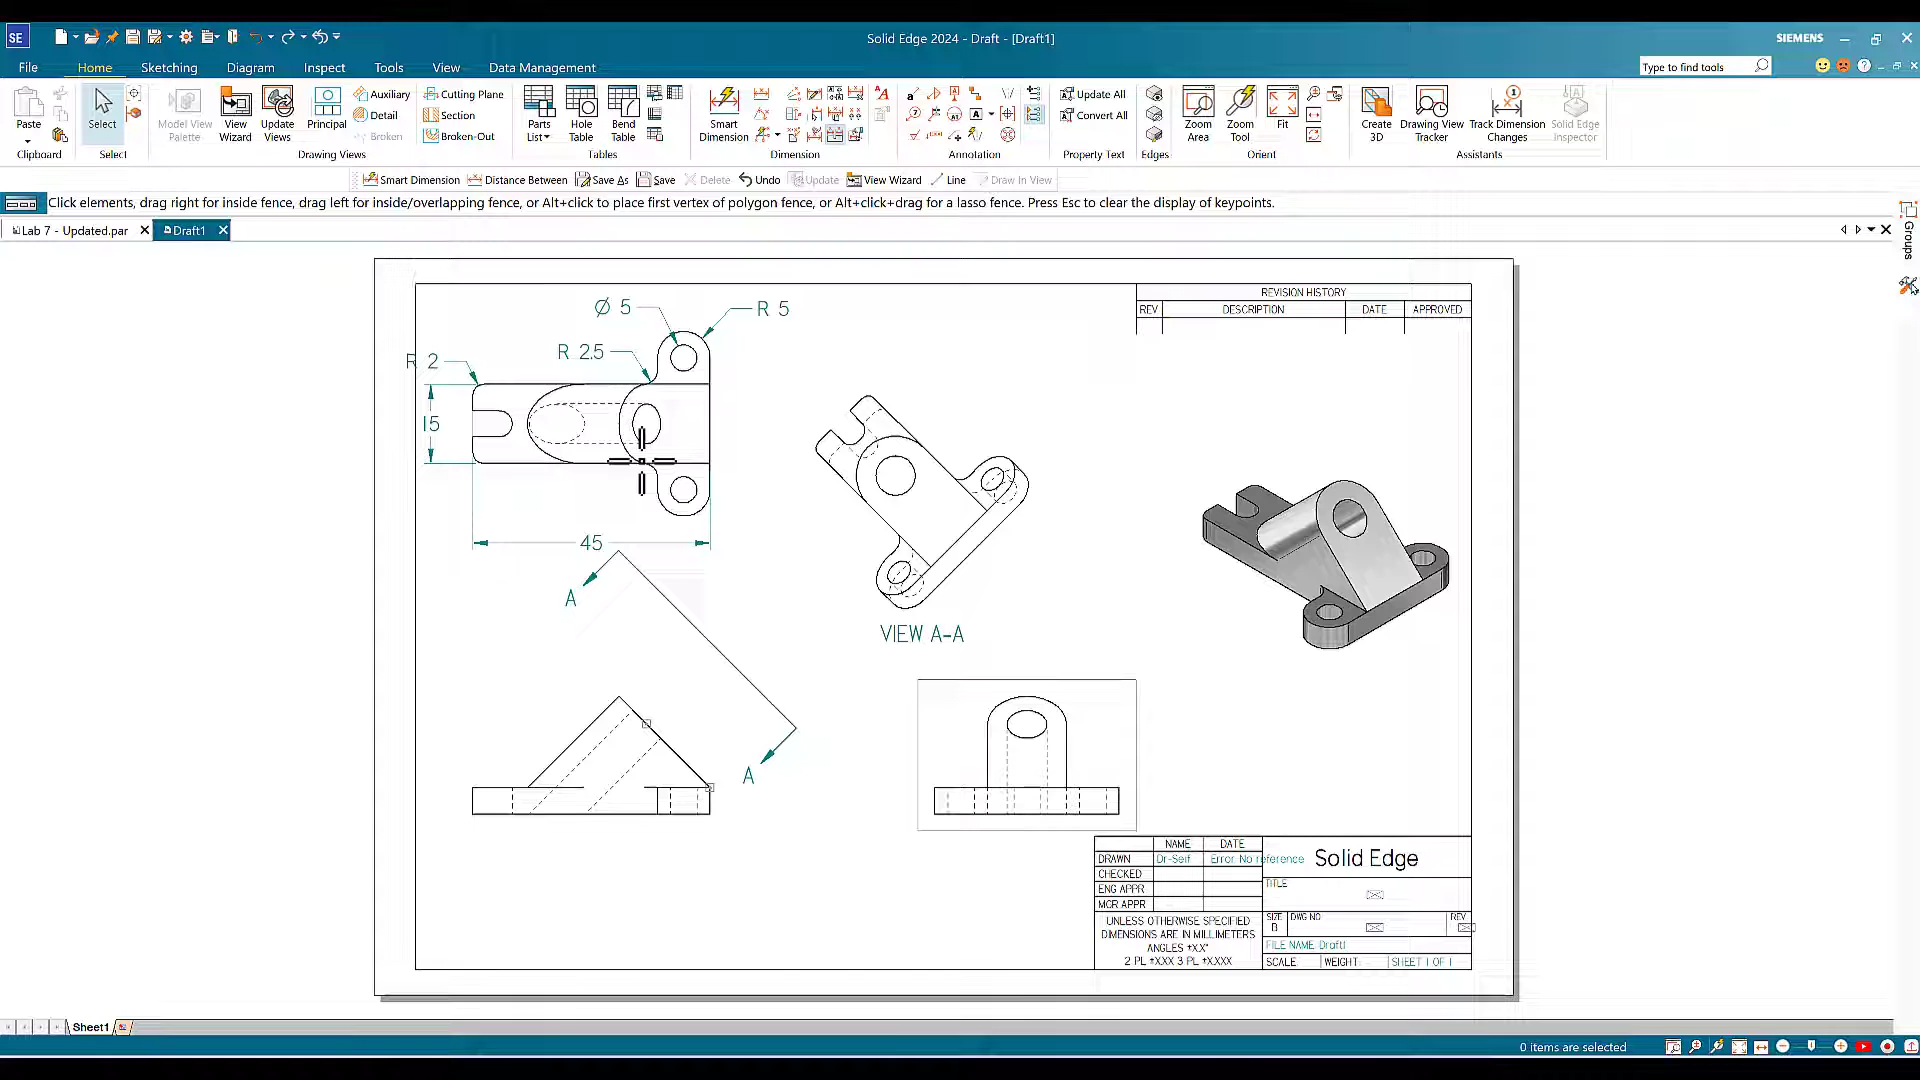 SE
Solid Edge 2024 - Draft - [Draft1]
SIEMENS
File Home Sketching Diagram Inspect Tools View Data Management
Type to find tools
Paste
Clipboard
Select
Select
Model View Palette
View Wizard
Update Views
Principal
Auxiliary
Detail
Broken
Cutting Plane
Section
Broken-Out
Drawing Views
Parts List
Hole Table
Bend Table
Tables
Smart Dimension
Dimension
Annotation
Update All
Convert All
Property Text
Edges
Zoom Area
Zoom Tool
Fit
Orient
Create 3D
Drawing View Tracker
Track Dimension Changes
Solid Edge Inspector
Assistants
Smart Dimension Distance Between Save As Save Delete Undo Update View Wizard Line Draw In View
Click elements, drag right for inside fence, drag left for inside/overlapping fence, or Alt+click to place first vertex of polygon fence, or Alt+click+drag for a lasso fence. Press Esc to clear the display of keypoints.
Lab 7 - Updated.par
Draft1
Groups
REVISION HISTORY
REV DESCRIPTION DATE APPROVED
Ø 5
R 5
R 2.5
R 2
15
45
A
A
VIEW A-A
NAME DATE
DRAWN Dr-Seif Error: No reference
CHECKED
ENG APPR
MGR APPR
UNLESS OTHERWISE SPECIFIED
DIMENSIONS ARE IN MILLIMETERS
ANGLES ±X.X°
2 PL ±X.XX 3 PL ±X.XXX
Solid Edge
TITLE
SIZE
B
DWG NO
REV
FILE NAME: Draft1
SCALE: WEIGHT: SHEET 1 OF 1
Sheet1
0 items are selected